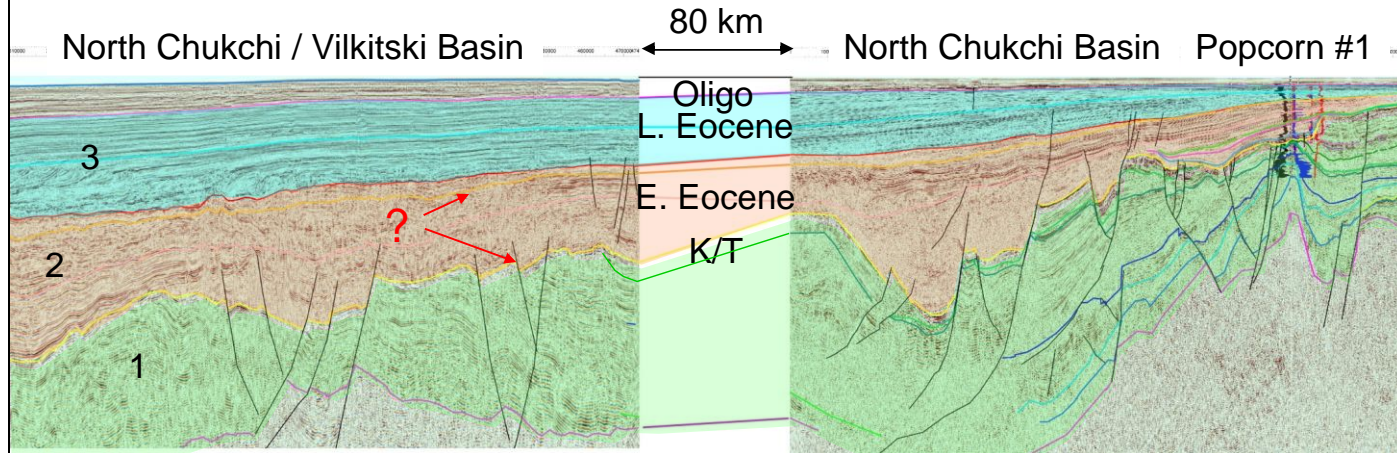 80 km
North Chukchi / Vilkitski Basin
North Chukchi Basin
Popcorn #1
Oligo
L. Eocene
3
E. Eocene
?
K/T
2
1